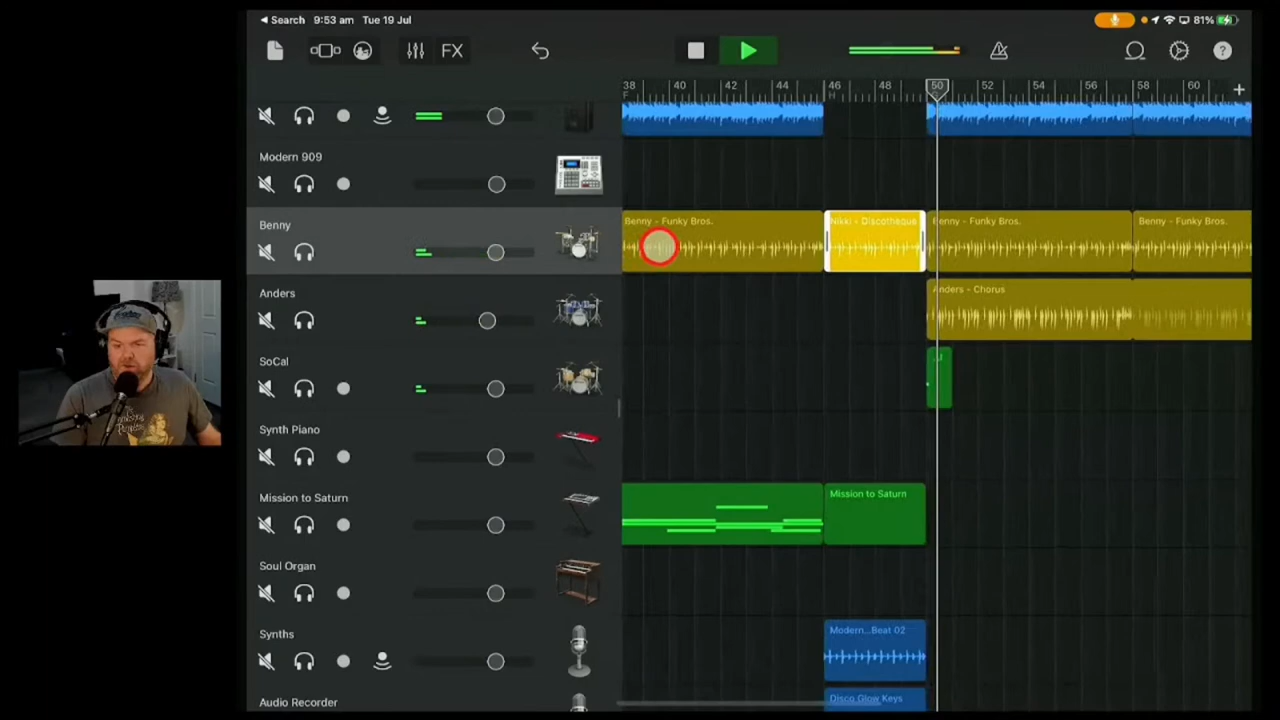 Search 9:53 am Tue 19 Jul 81%
FX
?
38 40 42 44 46 48 50 52 54 56 58 60 +
F H
Modern 909
Benny
Benny - Funky Bros. Nikki - Discotheque Benny - Funky Bros. Benny - Funky Bros.
Anders
Anders - Chorus
SoCal
Synth Piano
Mission to Saturn
Mission to Saturn
Soul Organ
Synths
Modern...Beat 02
Audio Recorder
Disco Glow Keys